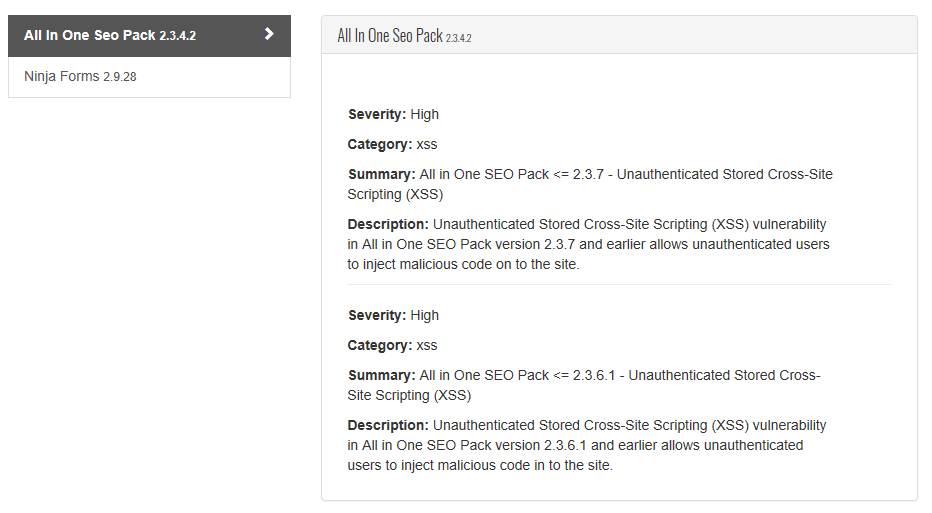 All In One Seo Pack 2.3.4.2
Ninja Forms 2.9.28
All In One Seo Pack 2.3.4.2
Severity: High
Category: xss
Summary: All in One SEO Pack <= 2.3.7 - Unauthenticated Stored Cross-Site
Scripting (XSS)
Description: Unauthenticated Stored Cross-Site Scripting (XSS) vulnerability
in All in One SEO Pack version 2.3.7 and earlier allows unauthenticated users
to inject malicious code on to the site.
Severity: High
Category: xss
Summary: All in One SEO Pack <= 2.3.6.1 - Unauthenticated Stored Cross-
Site Scripting (XSS)
Description: Unauthenticated Stored Cross-Site Scripting (XSS) vulnerability
in All in One SEO Pack version 2.3.6.1 and earlier allows unauthenticated
users to inject malicious code in to the site.